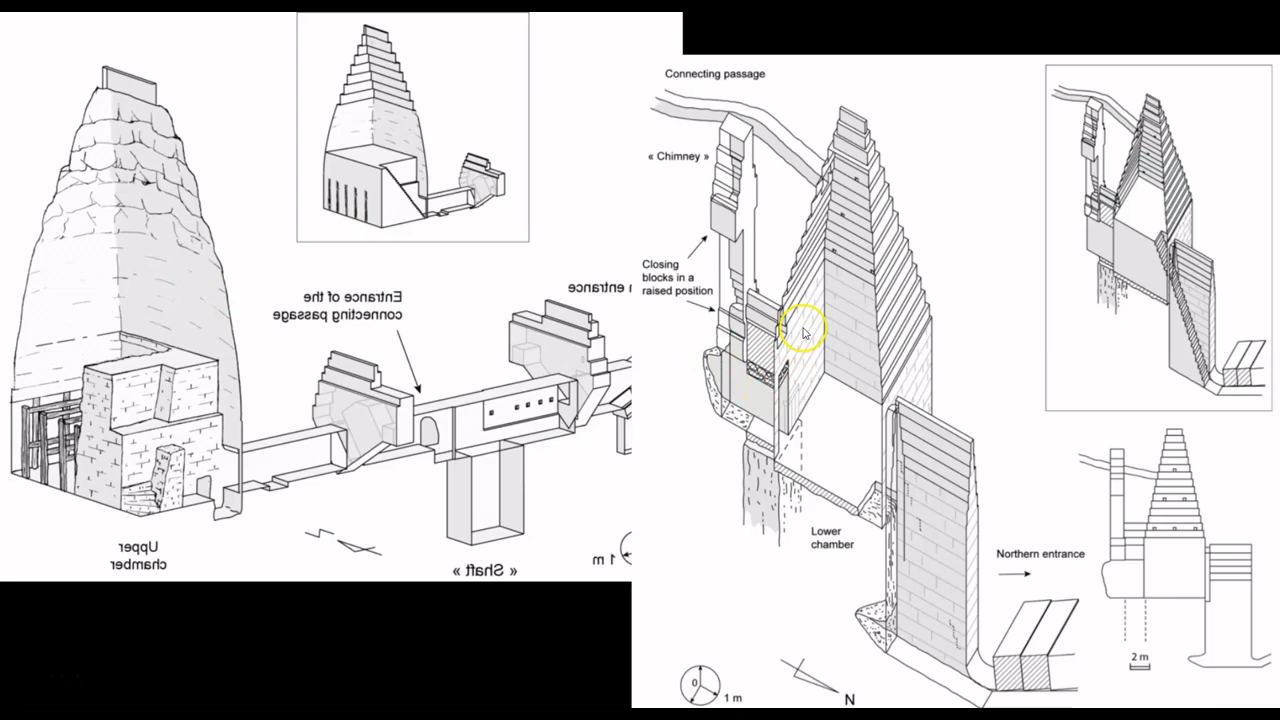 Entrance of the
connecting passage
n entrance
Upper
chamber
« Shaft »
1 m
Connecting passage
« Chimney »
Closing
blocks in a
raised position
Lower
chamber
Northern entrance
2 m
0
1 m
N